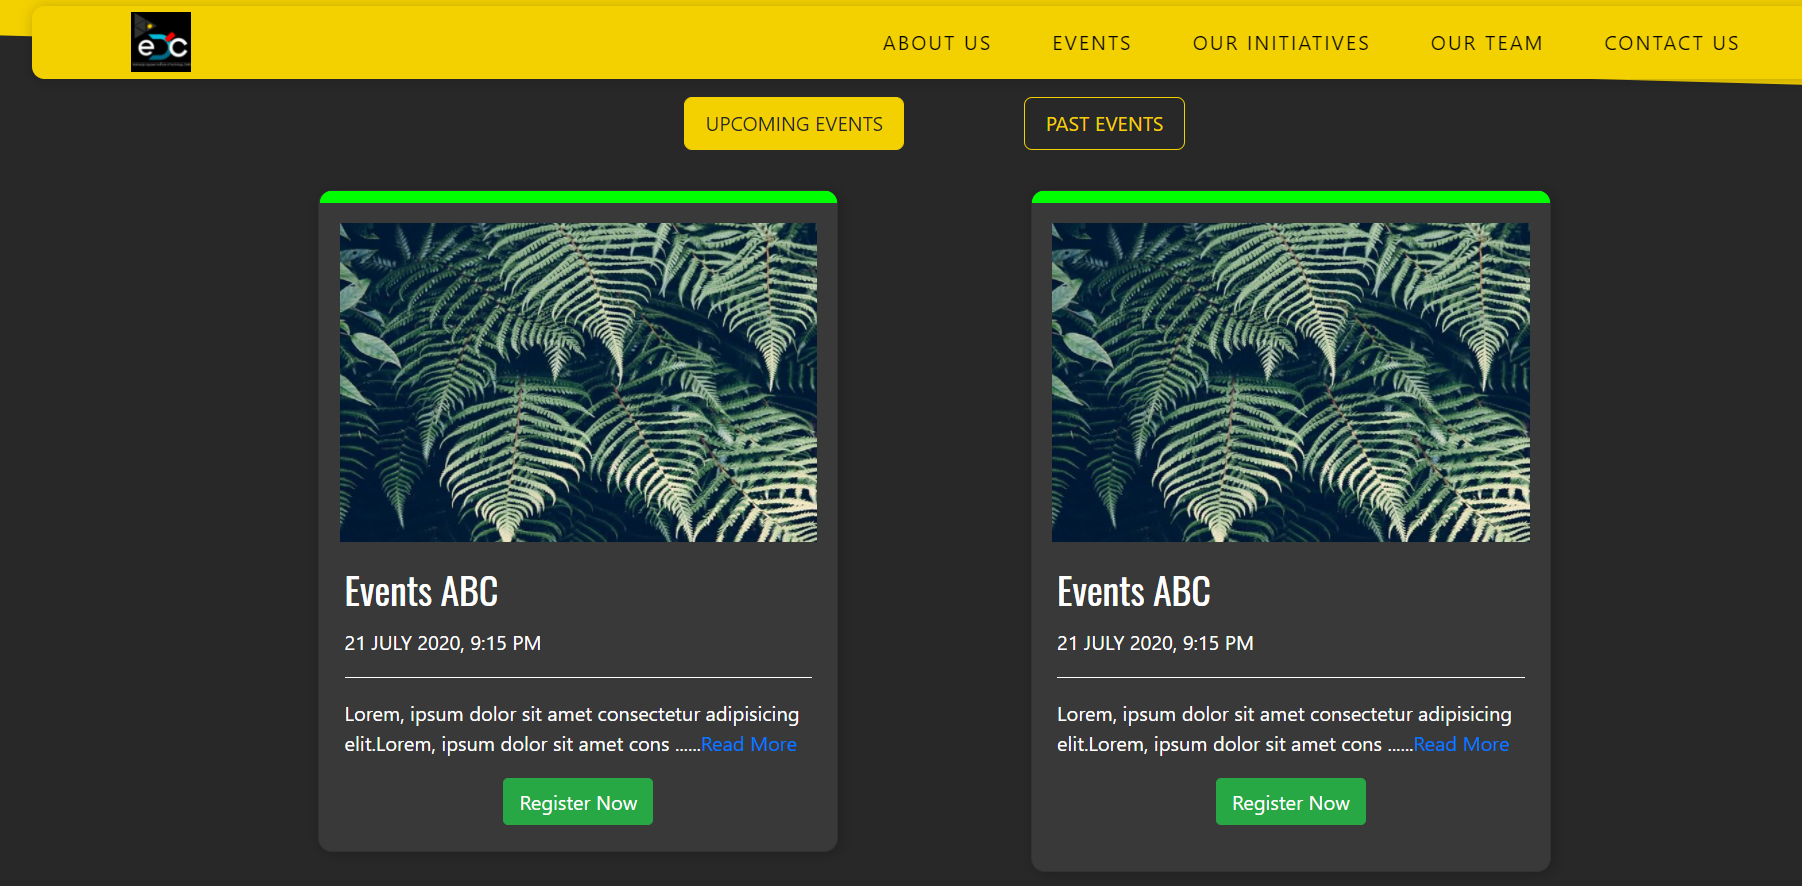 eDC
ABOUT US EVENTS OUR INITIATIVES OUR TEAM CONTACT US
UPCOMING EVENTS PAST EVENTS
Events ABC
21 JULY 2020, 9:15 PM
Lorem, ipsum dolor sit amet consectetur adipisicing
elit.Lorem, ipsum dolor sit amet cons ......Read More
Register Now
Events ABC
21 JULY 2020, 9:15 PM
Lorem, ipsum dolor sit amet consectetur adipisicing
elit.Lorem, ipsum dolor sit amet cons ......Read More
Register Now